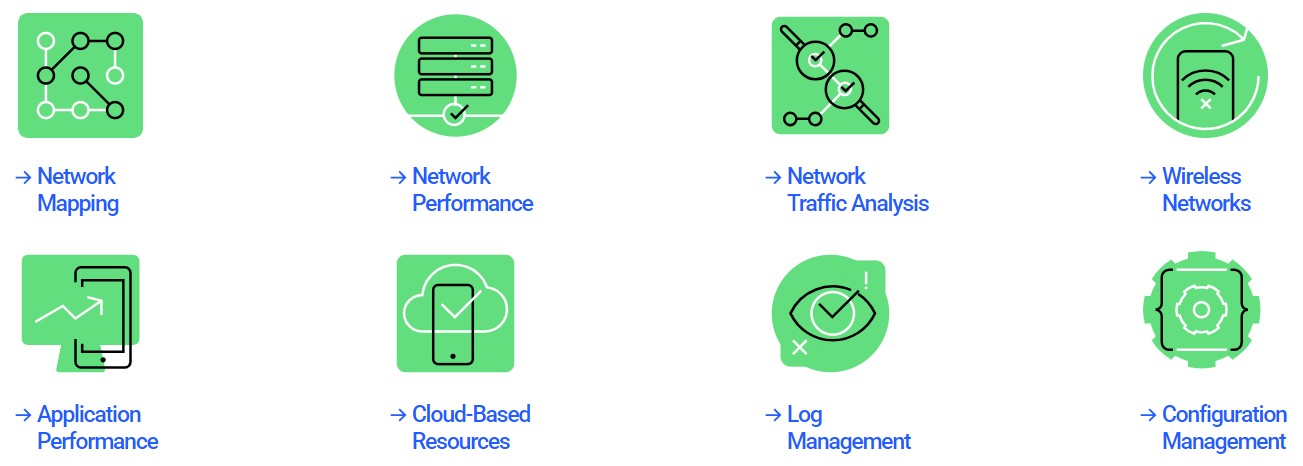 → Network
Mapping
→ Network
Performance
→ Network
Traffic Analysis
→ Wireless
Networks
→ Application
Performance
→ Cloud-Based
Resources
→ Log
Management
→ Configuration
Management